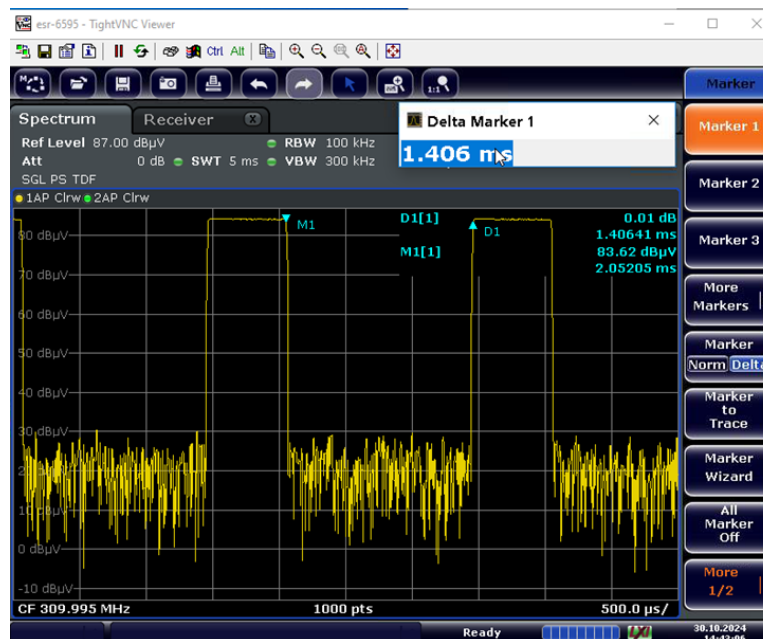 esr-6595 - TightVNC Viewer
Ctrl Alt
Spectrum
Receiver
Ref Level 87.00 dBµV
RBW 100 kHz
Att 0 dB SWT 5 ms VBW 300 kHz
SGL PS TDF
1AP Clrw 2AP Clrw
Delta Marker 1
1.406 ms
D1[1] 0.01 dB
1.40641 ms
M1[1] 83.62 dBµV
2.05205 ms
M1
D1
80 dBµV
70 dBµV
60 dBµV
50 dBµV
40 dBµV
30 dBµV
10 dBµV
0 dBµV
-10 dBµV
CF 309.995 MHz 1000 pts 500.0 µs/
Ready
LXI
30.10.2024
Marker
Marker 1
Marker 2
Marker 3
More
Markers
Marker
Norm Delta
Marker
to
Trace
Marker
Wizard
All
Marker
Off
More
1/2
1:1